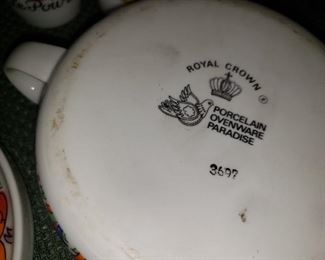 ROYAL CROWN ®
PORCELAIN
OVENWARE
PARADISE
3697